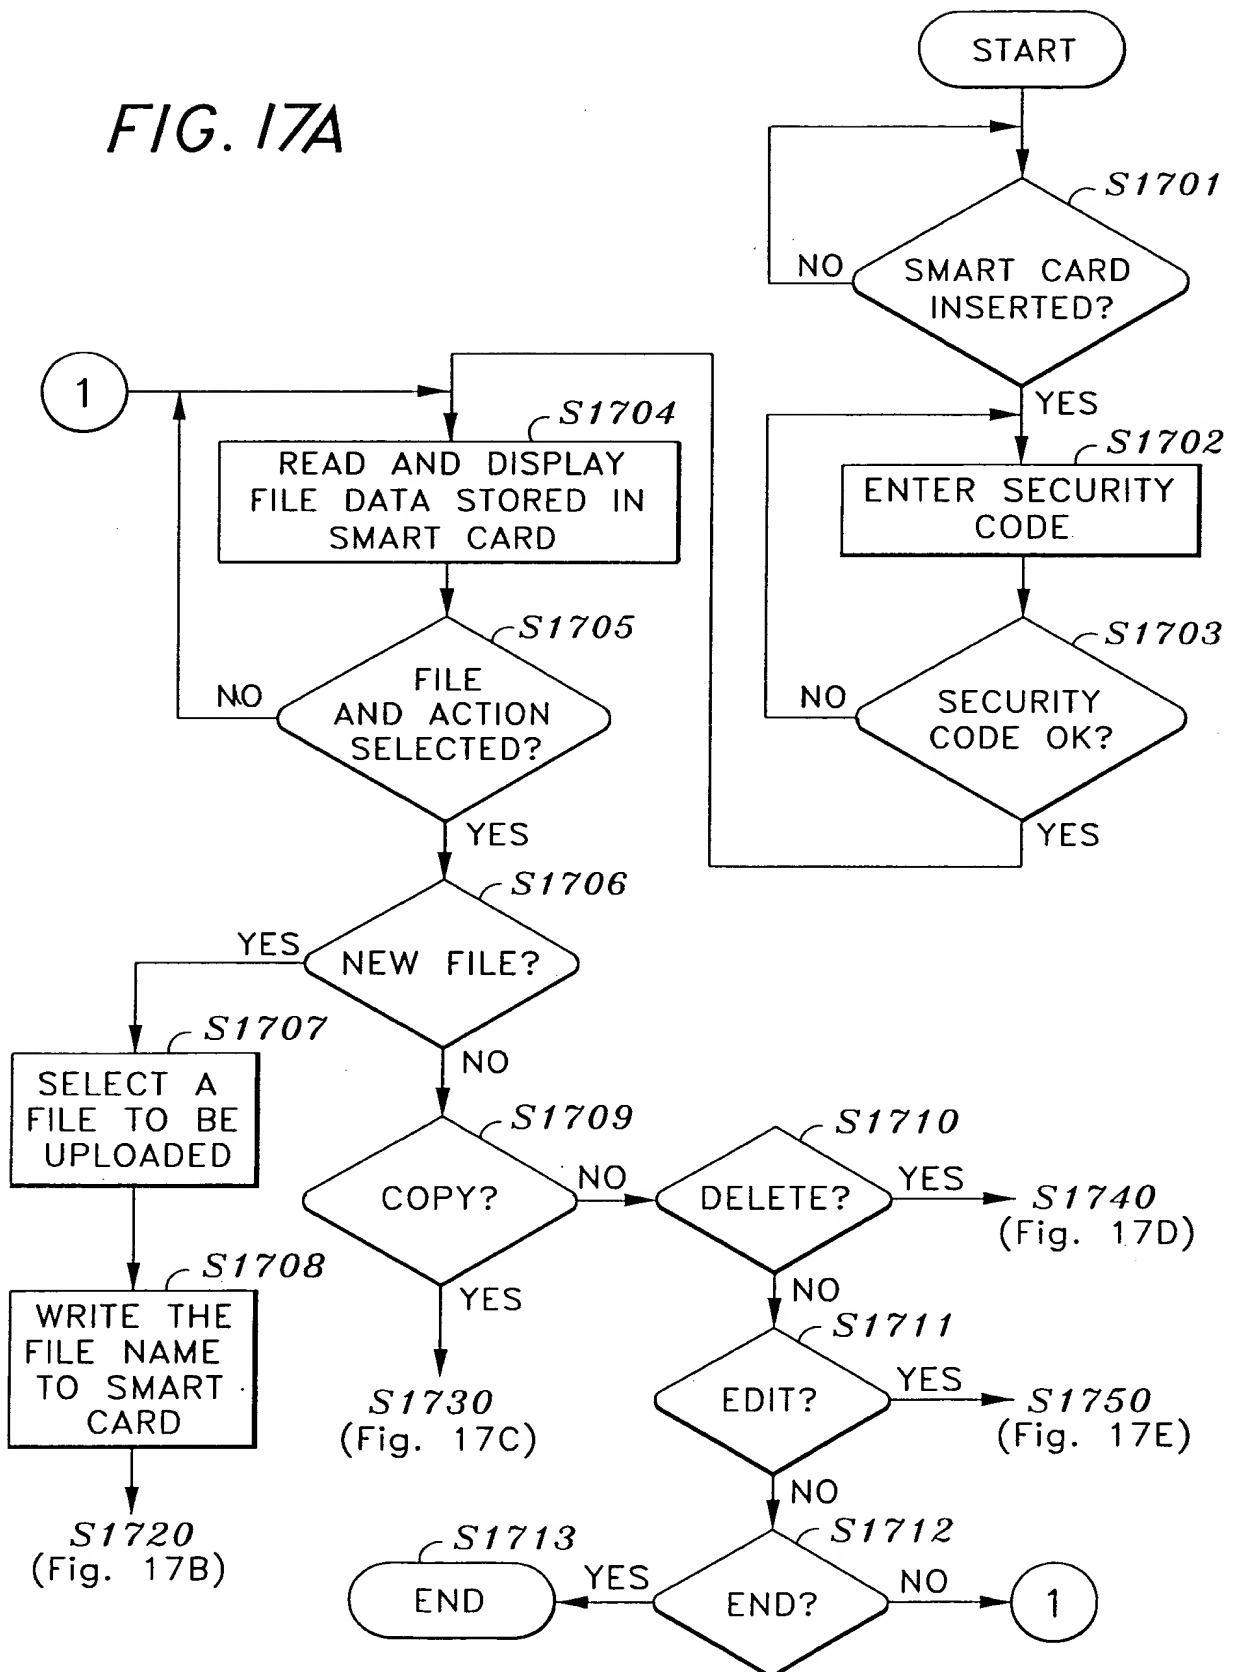 FIG. 17A
START
S1701
SMART CARD
INSERTED?
NO
YES
S1702
ENTER SECURITY
CODE
S1703
SECURITY
CODE OK?
NO
YES
1
S1704
READ AND DISPLAY
FILE DATA STORED IN
SMART CARD
S1705
FILE
AND ACTION
SELECTED?
NO
YES
S1706
NEW FILE?
YES
NO
S1707
SELECT A
FILE TO BE
UPLOADED
S1708
WRITE THE
FILE NAME
TO SMART
CARD
S1720
(Fig. 17B)
S1709
COPY?
NO
YES
S1730
(Fig. 17C)
S1710
DELETE?
YES
S1740
(Fig. 17D)
NO
S1711
EDIT?
YES
S1750
(Fig. 17E)
NO
S1712
END?
YES
S1713
END
NO
1